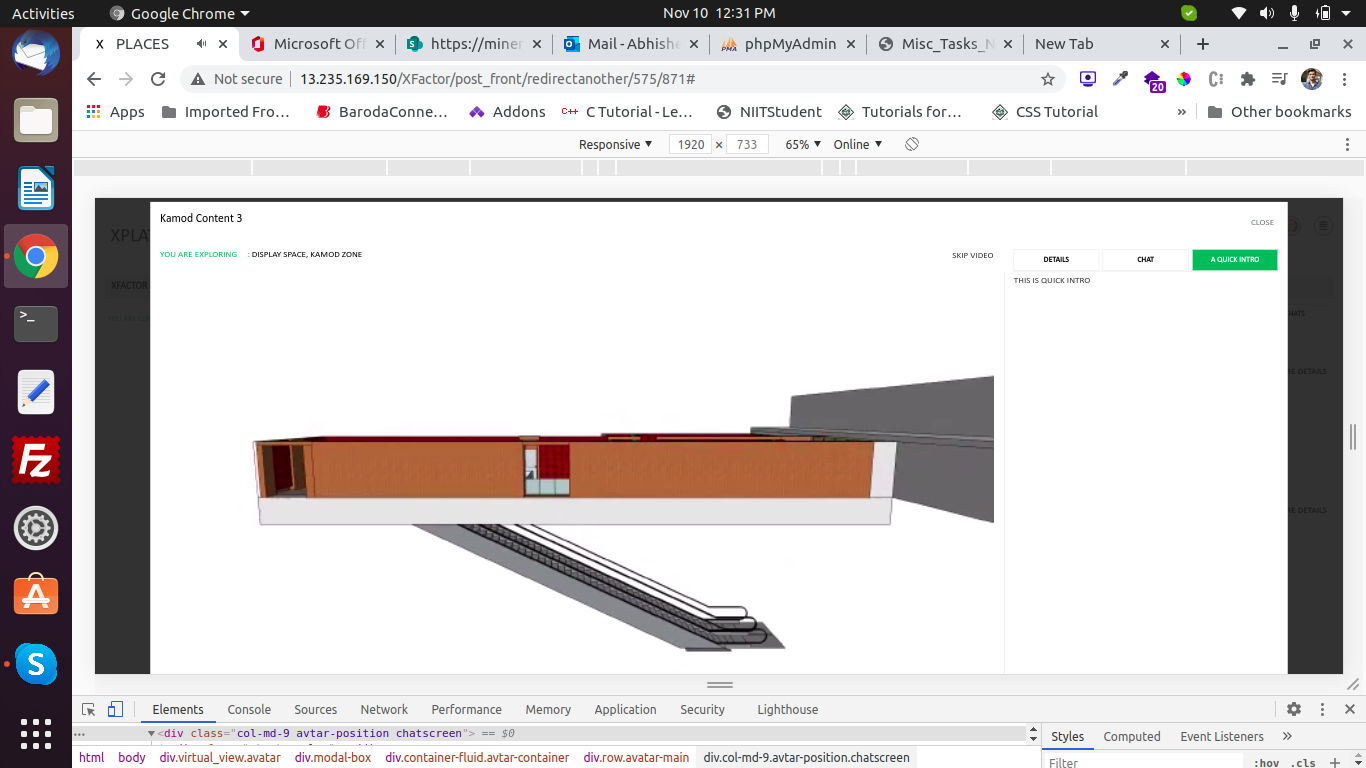 Activities
Google Chrome
Nov 10 12:31 PM
X PLACES
Microsoft Off
https://miner
Mail - Abhishe
phpMyAdmin
Misc_Tasks_N
New Tab
Not secure
13.235.169.150/XFactor/post_front/redirectanother/575/871#
20
Apps
Imported Fro...
BarodaConne...
Addons
C++ C Tutorial - Le...
NIITStudent
Tutorials for...
CSS Tutorial
»
Other bookmarks
Responsive
1920 × 733
65%
Online
Kamod Content 3
CLOSE
XPLA
YOU ARE EXPLORING : DISPLAY SPACE, KAMOD ZONE
SKIP VIDEO
DETAILS
CHAT
A QUICK INTRO
THIS IS QUICK INTRO
XFACTOR
HATS
RE DETAILS
RE DETAILS
Elements
Console
Sources
Network
Performance
Memory
Application
Security
Lighthouse
<div class="col-md-9 avtar-position chatscreen"> == $0
html
body
div.virtual_view.avatar
div.modal-box
div.container-fluid.avtar-container
div.row.avatar-main
div.col-md-9.avtar-position.chatscreen
Styles
Computed
Event Listeners
»
Filter
:hov .cls +